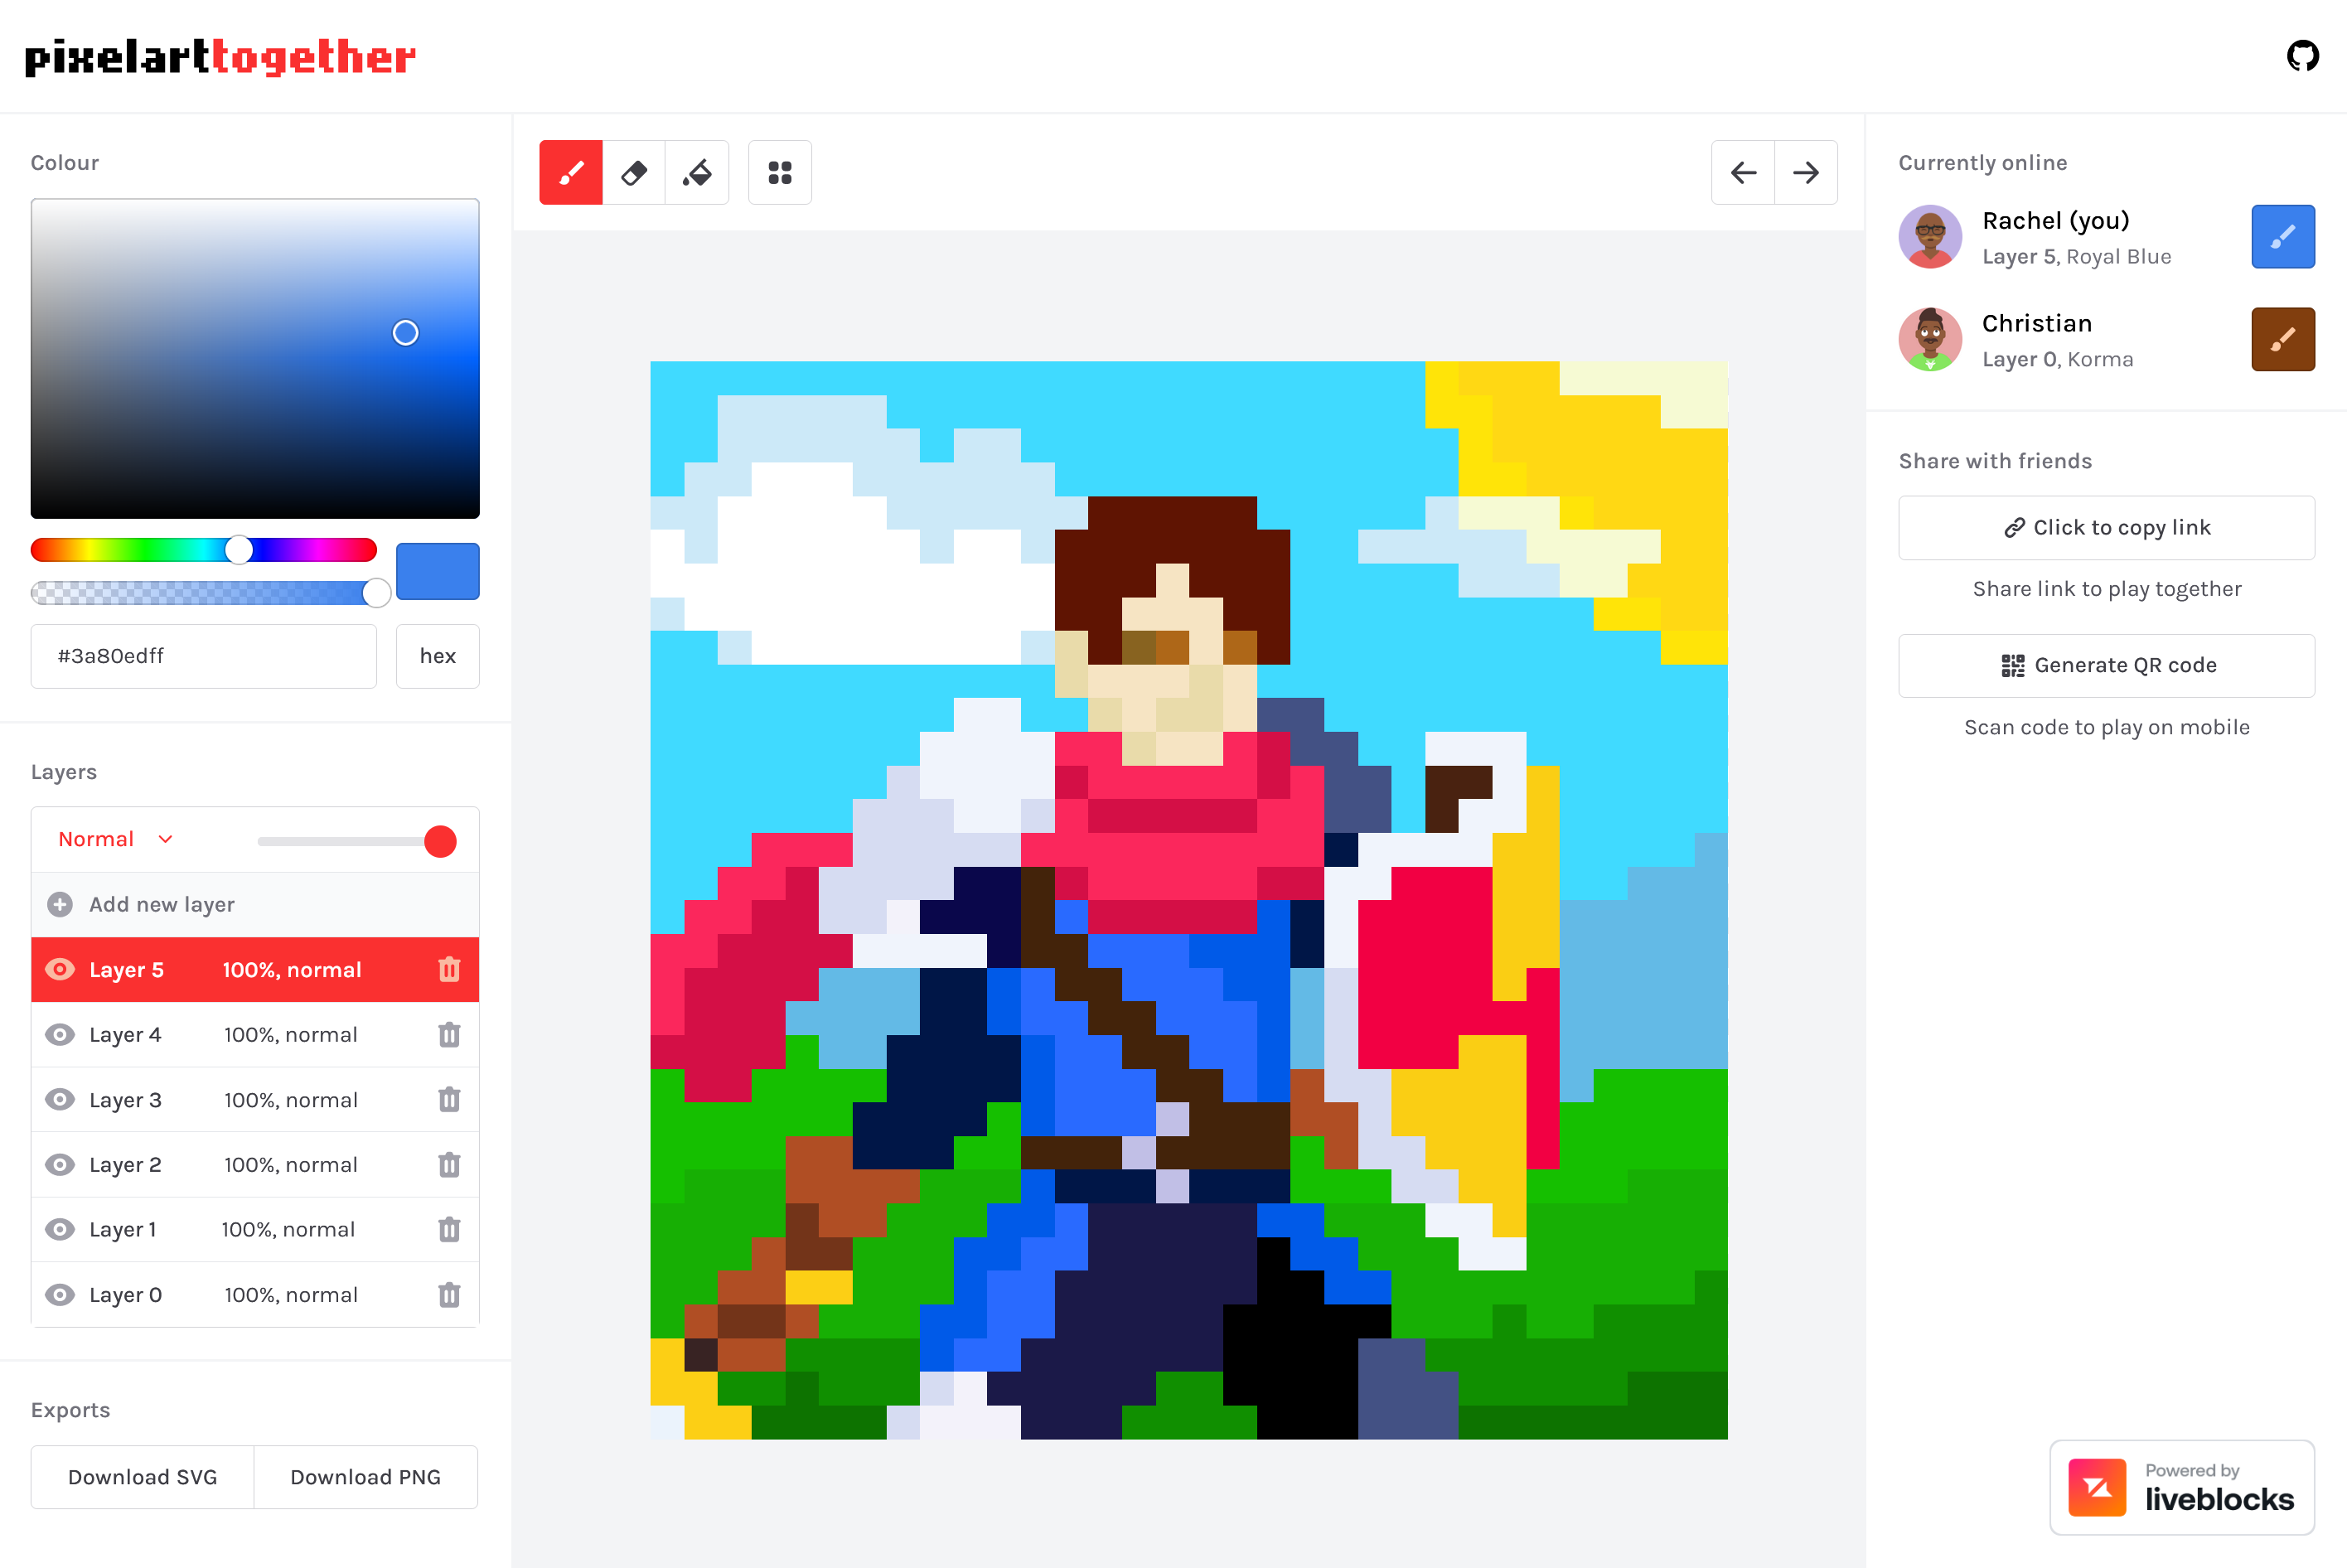 pixelarttogether
Colour
#3a80edff
hex
Layers
Normal
Add new layer
Layer 5 100%, normal
Layer 4 100%, normal
Layer 3 100%, normal
Layer 2 100%, normal
Layer 1 100%, normal
Layer 0 100%, normal
Exports
Download SVG
Download PNG
Currently online
Rachel (you)
Layer 5, Royal Blue
Christian
Layer 0, Korma
Share with friends
Click to copy link
Share link to play together
Generate QR code
Scan code to play on mobile
Powered by
liveblocks